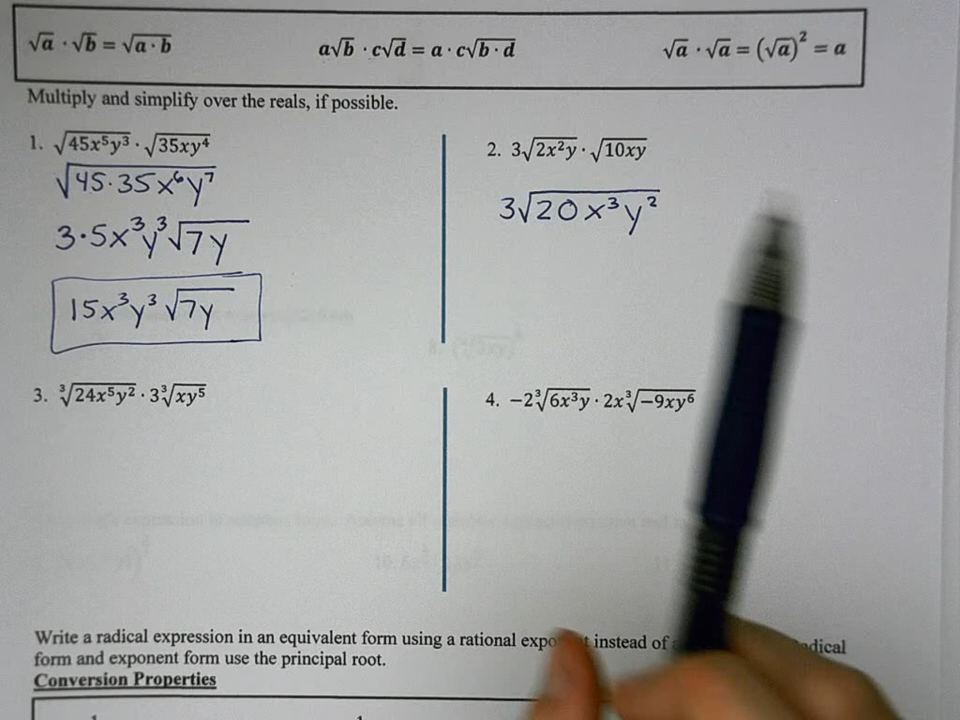 √a · √b = √a · b    a√b · c√d = a · c√b · d    √a · √a = (√a)² = a
Multiply and simplify over the reals, if possible.
1. √45x⁵y³ · √35xy⁴
√45·35x⁶y⁷
3·5x³y³√7y
15x³y³√7y
2. 3√2x²y · √10xy
3√20x³y²
3. ∛24x⁵y² · 3∛xy⁵
4. −2∛6x³y · 2x∛−9xy⁶
Write a radical expression in an equivalent form using a rational instead of
form and exponent form use the principal root.
Conversion Properties